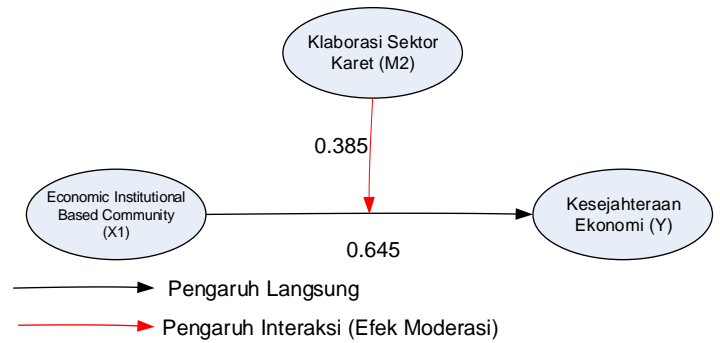 Klaborasi Sektor
Karet (M2)
0.385
Economic Institutional
Based Community
(X1)
Kesejahteraan
Ekonomi (Y)
0.645
Pengaruh Langsung
Pengaruh Interaksi (Efek Moderasi)